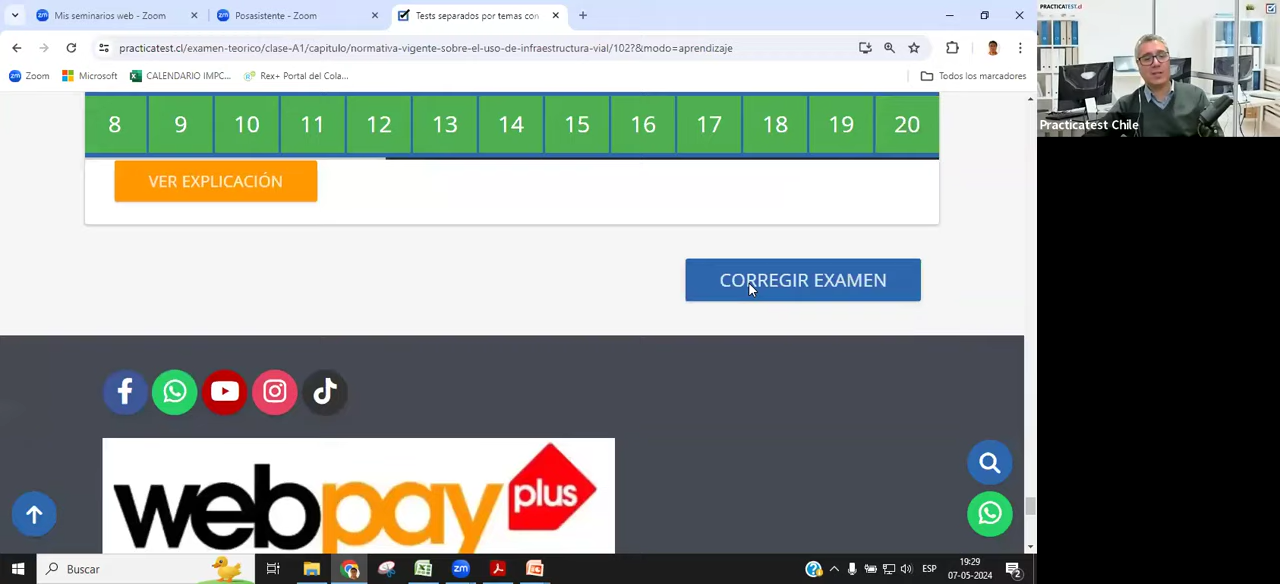 Mis seminarios web - Zoom
Posasistente - Zoom
Tests separados por temas con
practicatest.cl/examen-teorico/clase-A1/capitulo/normativa-vigente-sobre-el-uso-de-infraestructura-vial/102?&modo=aprendizaje
Zoom
Microsoft
CALENDARIO IMPC...
Rex+ Portal del Cola...
Todos los marcadores
8 9 10 11 12 13 14 15 16 17 18 19 20
VER EXPLICACIÓN
CORREGIR EXAMEN
webpay plus
Buscar
ESP
19:29
07-05-2024
2
PRACTICATEST.cl
Practicatest Chile